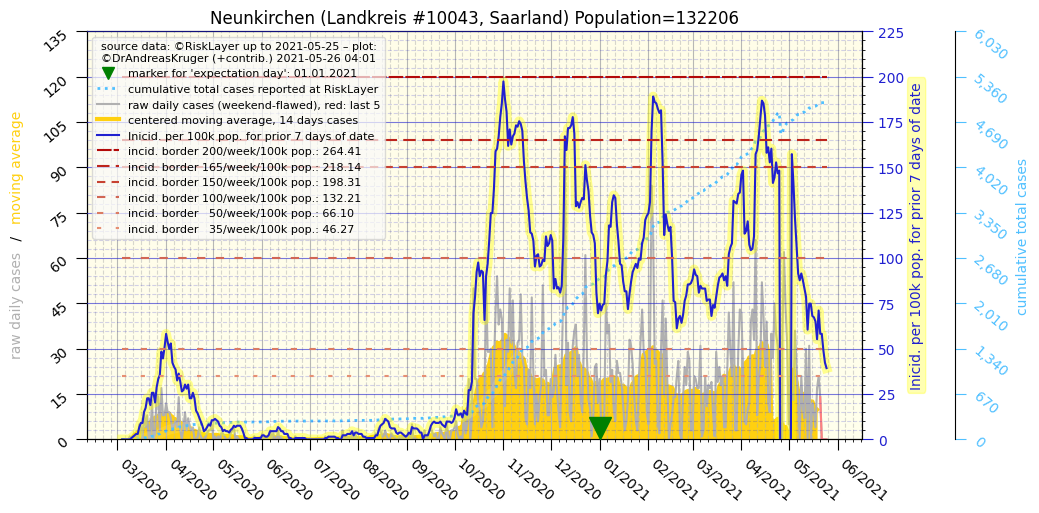 Neunkirchen (Landkreis #10043, Saarland) Population=132206
source data: ©RiskLayer up to 2021-05-25 – plot:
©DrAndreasKruger (+contrib.) 2021-05-26 04:01
marker for 'expectation day': 01.01.2021
cumulative total cases reported at RiskLayer
raw daily cases (weekend-flawed), red: last 5
centered moving average, 14 days cases
Inicid. per 100k pop. for prior 7 days of date
incid. border 200/week/100k pop.: 264.41
incid. border 165/week/100k pop.: 218.14
incid. border 150/week/100k pop.: 198.31
incid. border 100/week/100k pop.: 132.21
incid. border   50/week/100k pop.: 66.10
incid. border   35/week/100k pop.: 46.27
raw daily cases / moving average
135
120
105
90
75
60
45
30
15
0
03/2020
04/2020
05/2020
06/2020
07/2020
08/2020
09/2020
10/2020
11/2020
12/2020
01/2021
02/2021
03/2021
04/2021
05/2021
06/2021
225
200
175
150
125
100
75
50
25
0
Inicid. per 100k pop. for prior 7 days of date
6,030
5,360
4,690
4,020
3,350
2,680
2,010
1,340
670
0
cumulative total cases